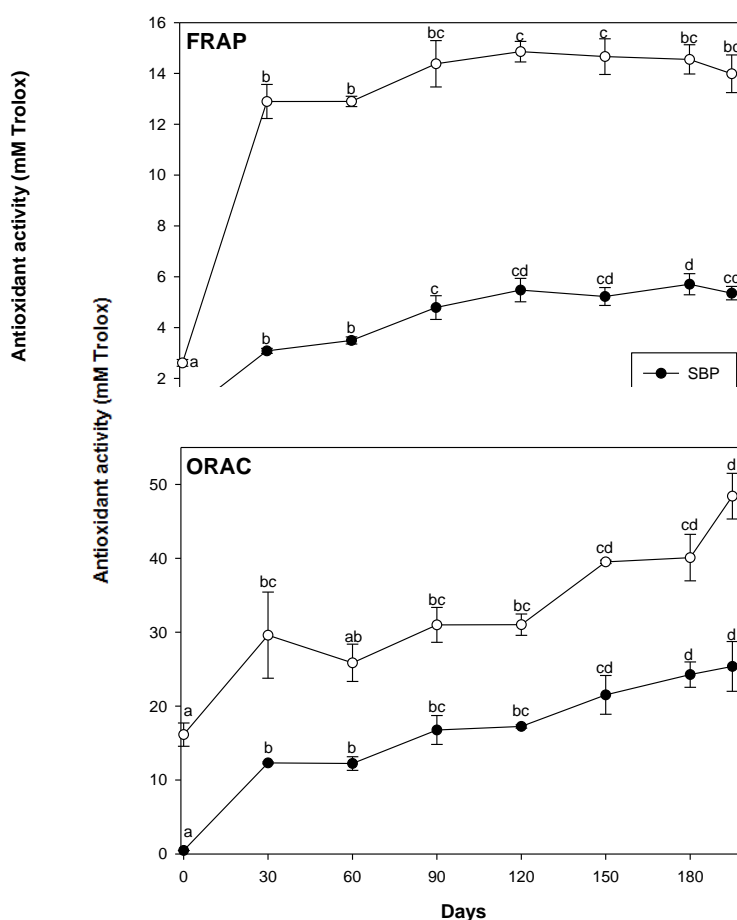 Antioxidant activity (mM Trolox)
FRAP
16
14
12
10
8
6
4
2
a
b
b
bc
c
c
bc
bc
b
b
c
cd
cd
d
SBP
Antioxidant activity (mM Trolox)
ORAC
50
40
30
20
10
0
a
bc
ab
bc
bc
cd
cd
d
a
b
b
bc
bc
cd
d
d
0 30 60 90 120 150 180
Days